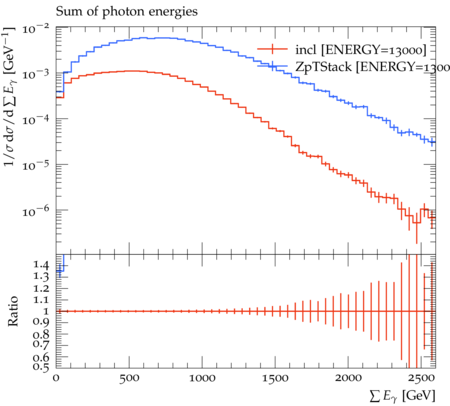 Sum of photon energies
1/σ dσ/d∑Eγ [GeV⁻¹]
10⁻²
10⁻³
10⁻⁴
10⁻⁵
10⁻⁶
incl [ENERGY=13000]
ZpTStack [ENERGY=1300
Ratio
1.4
1.3
1.2
1.1
1
0.9
0.8
0.7
0.6
0.5
0 500 1000 1500 2000 2500
∑Eγ [GeV]